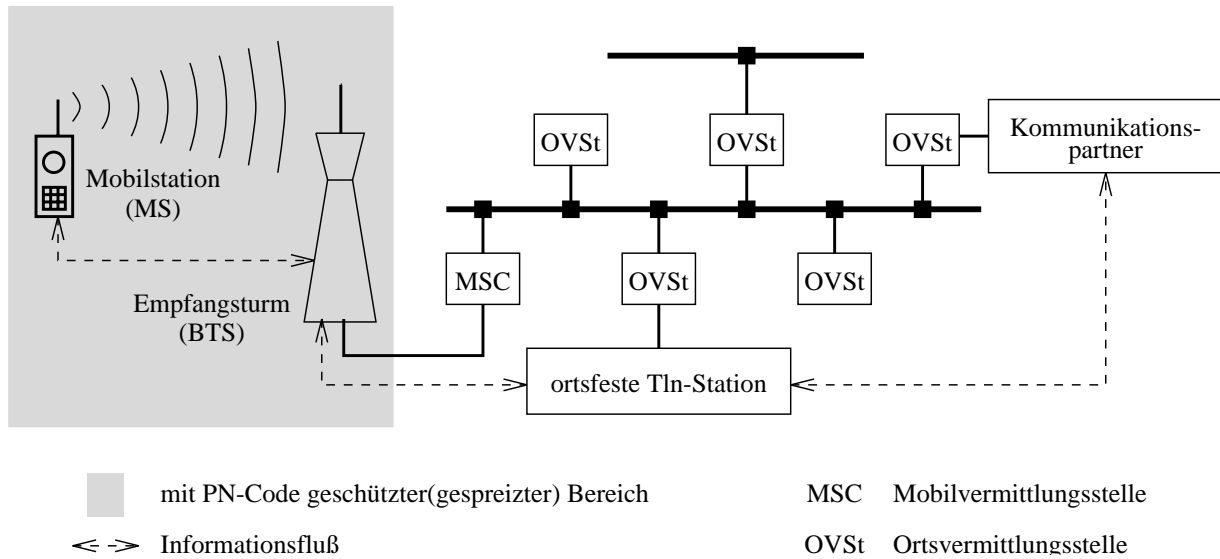 OVSt
OVSt
OVSt
Kommunikations-
partner
Mobilstation
(MS)
MSC
OVSt
OVSt
Empfangsturm
(BTS)
ortsfeste Tln-Station
mit PN-Code geschützter(gespreizter) Bereich
MSC Mobilvermittlungsstelle
Informationsfluß
OVSt Ortsvermittlungsstelle